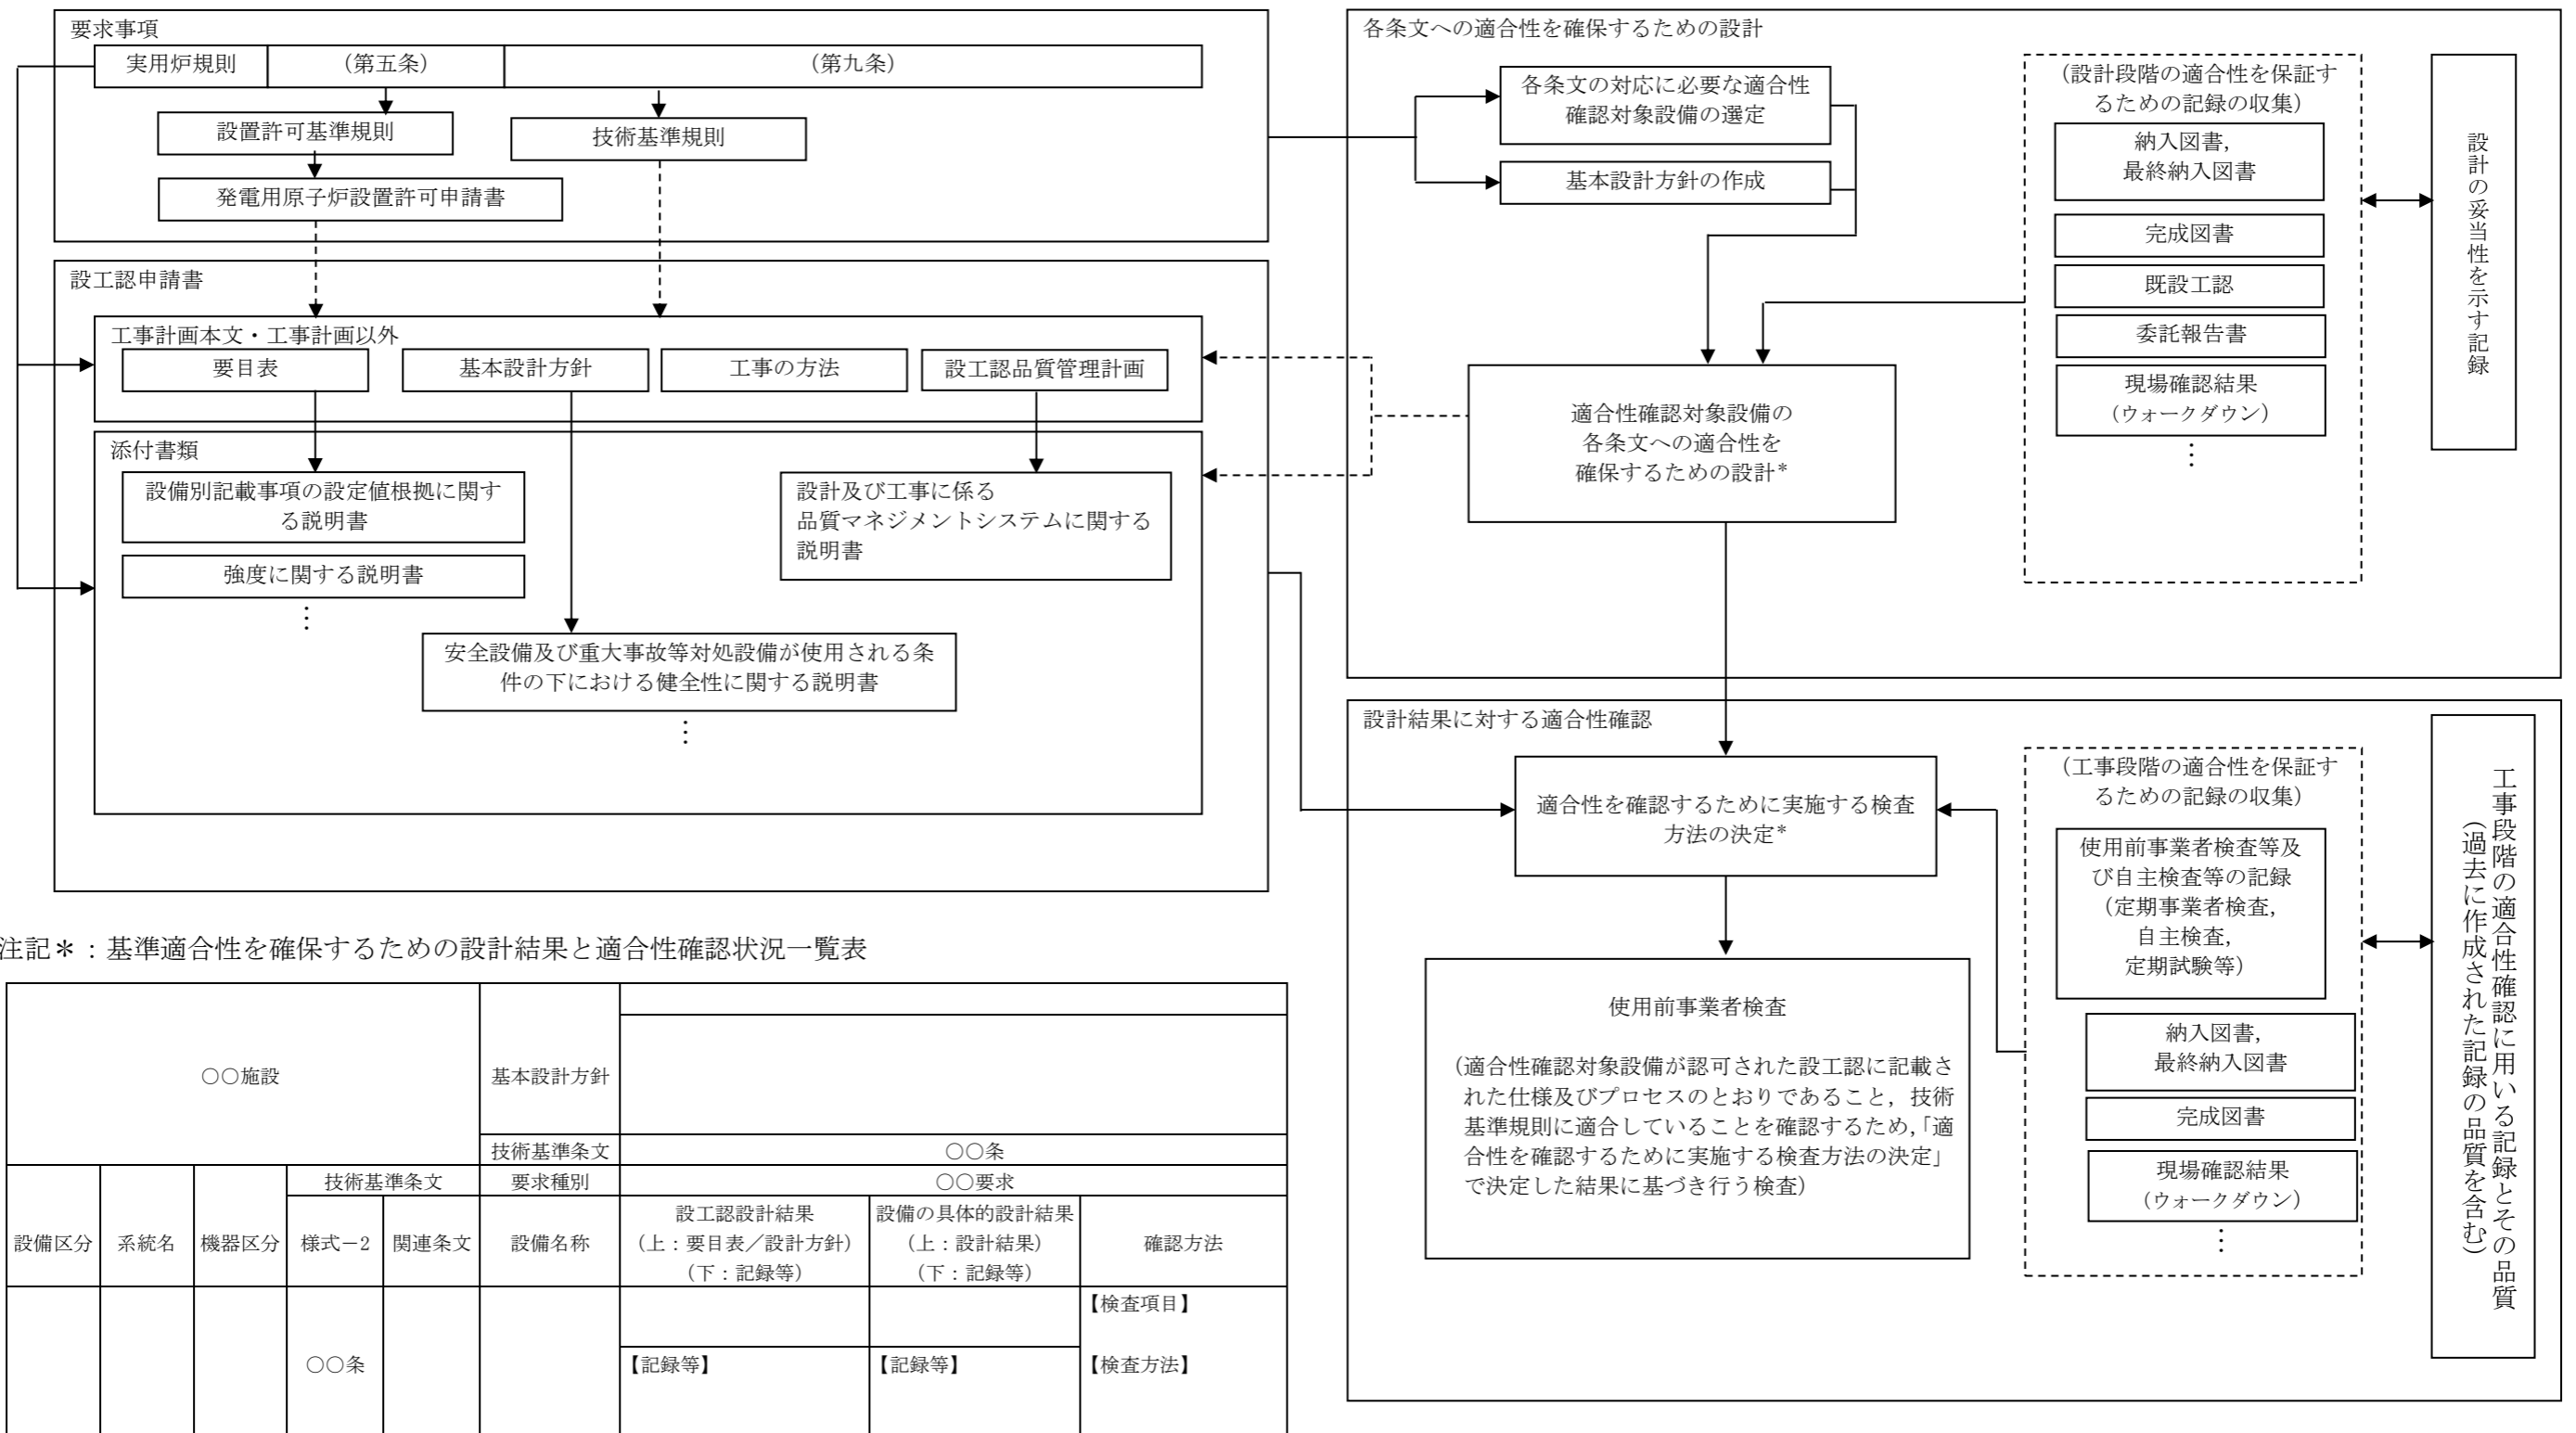 要求事項
実用炉規則
(第五条)
(第九条)
設置許可基準規則
技術基準規則
発電用原子炉設置許可申請書
設工認申請書
工事計画本文・工事計画以外
要目表
基本設計方針
工事の方法
設工認品質管理計画
添付書類
設備別記載事項の設定値根拠に関す
る説明書
強度に関する説明書
⋮
設計及び工事に係る
品質マネジメントシステムに関する
説明書
安全設備及び重大事故等対処設備が使用される条
件の下における健全性に関する説明書
⋮
各条文への適合性を確保するための設計
各条文の対応に必要な適合性
確認対象設備の選定
基本設計方針の作成
適合性確認対象設備の
各条文への適合性を
確保するための設計*
(設計段階の適合性を保証す
るための記録の収集)
納入図書,
最終納入図書
完成図書
既設工認
委託報告書
現場確認結果
(ウォークダウン)
⋮
設計の妥当性を示す記録
設計結果に対する適合性確認
適合性を確認するために実施する検査
方法の決定*
使用前事業者検査
(適合性確認対象設備が認可された設工認に記載さ
れた仕様及びプロセスのとおりであること, 技術
基準規則に適合していることを確認するため,「適
合性を確認するために実施する検査方法の決定」
で決定した結果に基づき行う検査)
(工事段階の適合性を保証す
るための記録の収集)
使用前事業者検査等及
び自主検査等の記録
(定期事業者検査,
自主検査,
定期試験等)
納入図書,
最終納入図書
完成図書
現場確認結果
(ウォークダウン)
⋮
工事段階の適合性確認に用いる記録とその品質
(過去に作成された記録の品質を含む)
注記＊：基準適合性を確保するための設計結果と適合性確認状況一覧表
○○施設
基本設計方針
技術基準条文
○○条
技術基準条文
要求種別
○○要求
設備区分
系統名
機器区分
様式－2
関連条文
設備名称
設工認設計結果
(上：要目表／設計方針)
(下：記録等)
設備の具体的設計結果
(上：設計結果)
(下：記録等)
確認方法
【検査項目】
○○条
【記録等】
【記録等】
【検査方法】